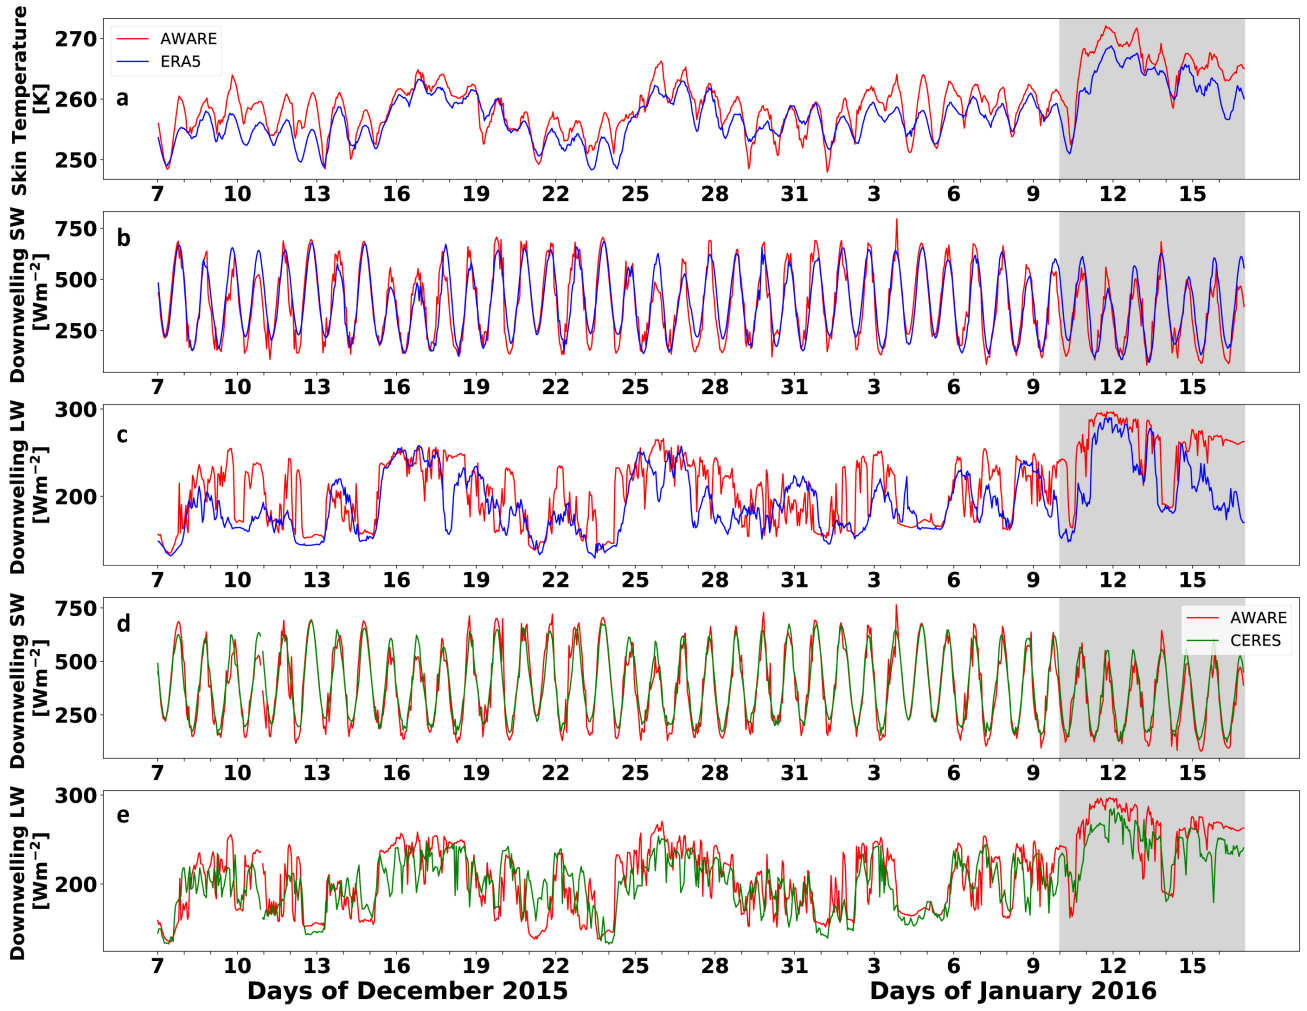 Skin Temperature
[K]
270
260
250
AWARE
ERA5
a
7 10 13 16 19 22 25 28 31 3 6 9 12 15
Downwelling SW
[Wm−2]
750
500
250
b
7 10 13 16 19 22 25 28 31 3 6 9 12 15
Downwelling LW
[Wm−2]
300
200
c
7 10 13 16 19 22 25 28 31 3 6 9 12 15
Downwelling SW
[Wm−2]
750
500
250
d
AWARE
CERES
7 10 13 16 19 22 25 28 31 3 6 9 12 15
Downwelling LW
[Wm−2]
300
200
e
7 10 13 16 19 22 25 28 31 3 6 9 12 15
Days of December 2015 Days of January 2016